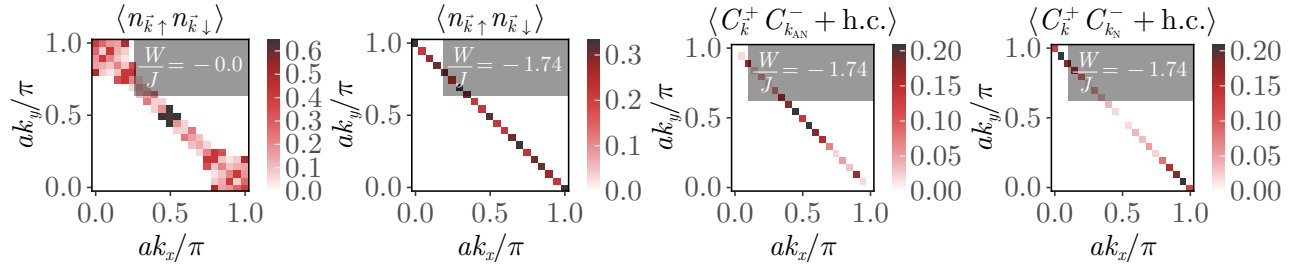 ⟨n_{k⃗↑} n_{k⃗↓}⟩
W/J = −0.0
1.0
0.5
0.0
ak_y/π
0.0 0.5 1.0
ak_x/π
0.6
0.5
0.4
0.3
0.2
0.1
0.0
⟨n_{k⃗↑} n_{k⃗↓}⟩
W/J = −1.74
1.0
0.5
0.0
ak_y/π
0.0 0.5 1.0
ak_x/π
0.3
0.2
0.1
0.0
⟨C_{k⃗}^+ C_{k_{AN}}^− + h.c.⟩
W/J = −1.74
1.0
0.5
0.0
ak_y/π
0.0 0.5 1.0
ak_x/π
0.20
0.15
0.10
0.05
0.00
⟨C_{k⃗}^+ C_{k_N}^− + h.c.⟩
W/J = −1.74
1.0
0.5
0.0
ak_y/π
0.0 0.5 1.0
ak_x/π
0.20
0.15
0.10
0.05
0.00